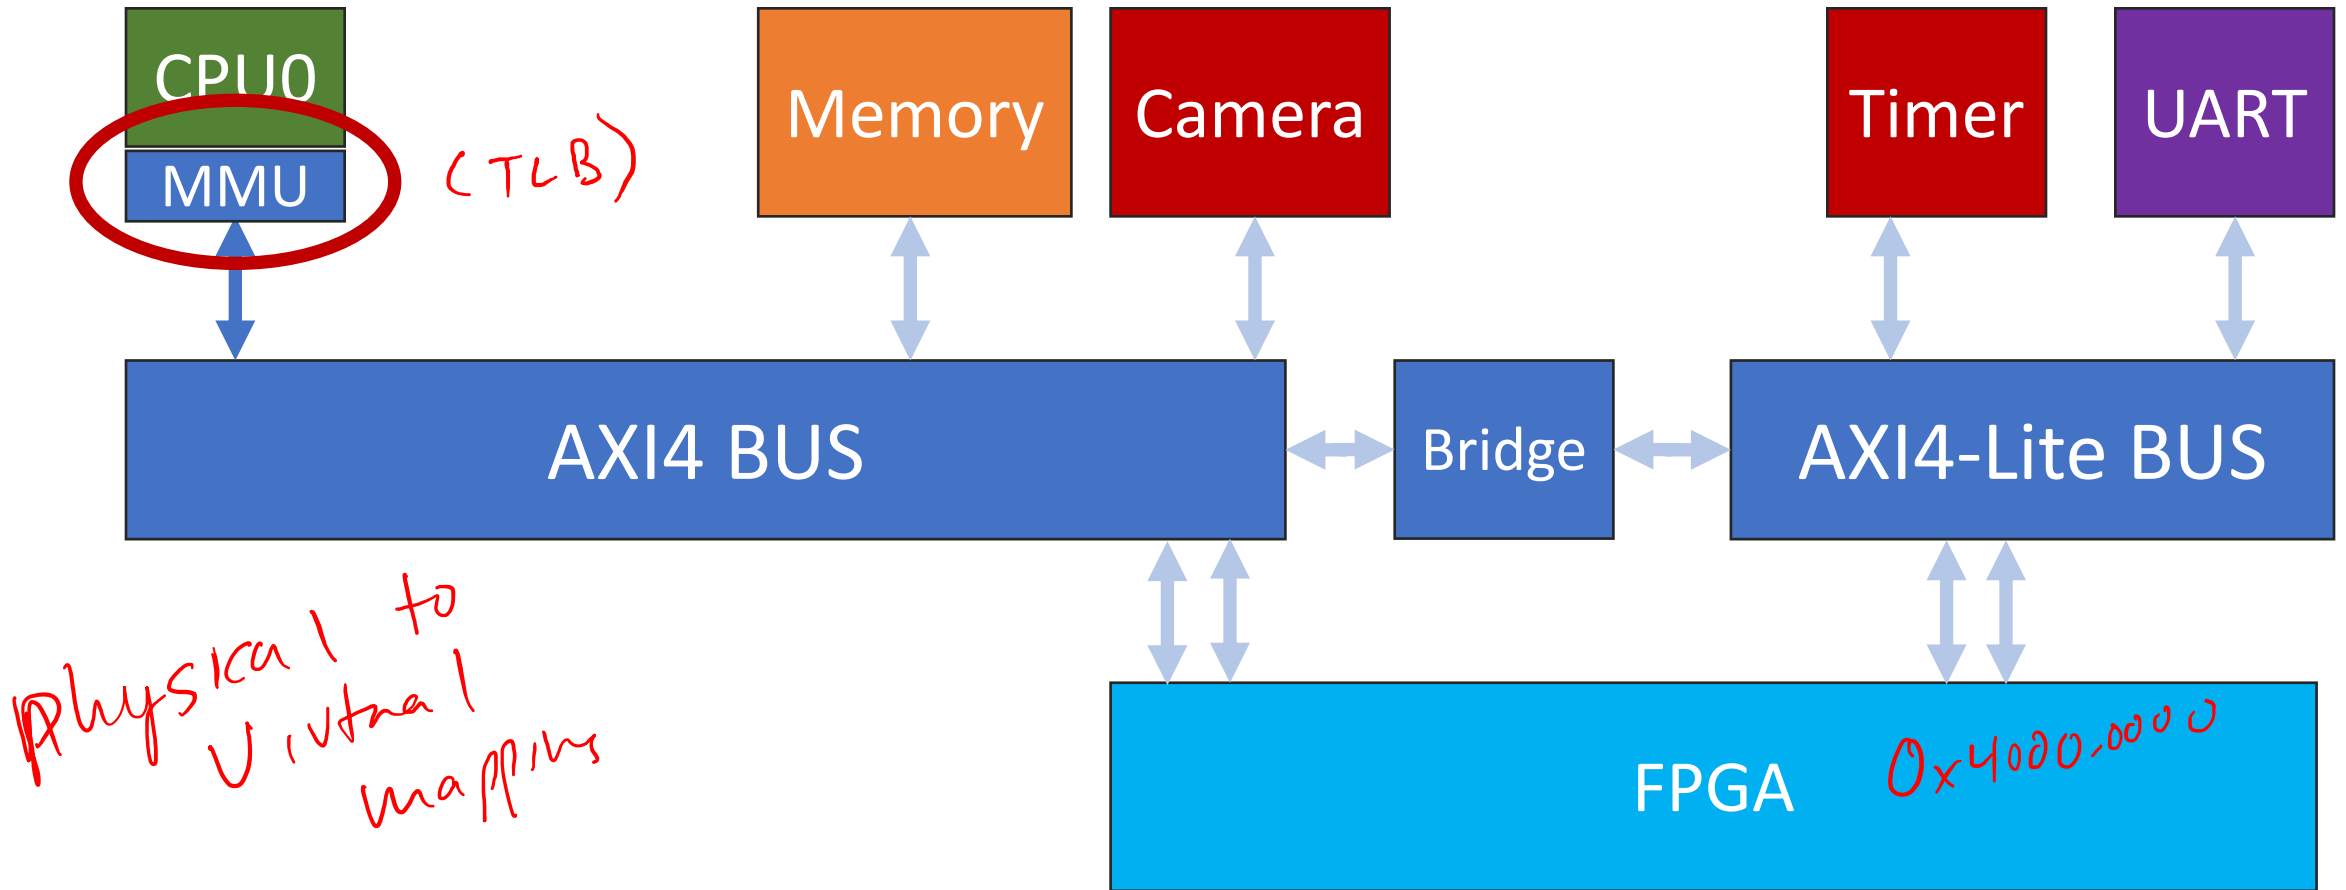 CPU0
MMU
(TLB)
Memory
Camera
Timer
UART
AXI4 BUS
Bridge
AXI4-Lite BUS
physical to
virtual
mapping
FPGA
0x4000-0000